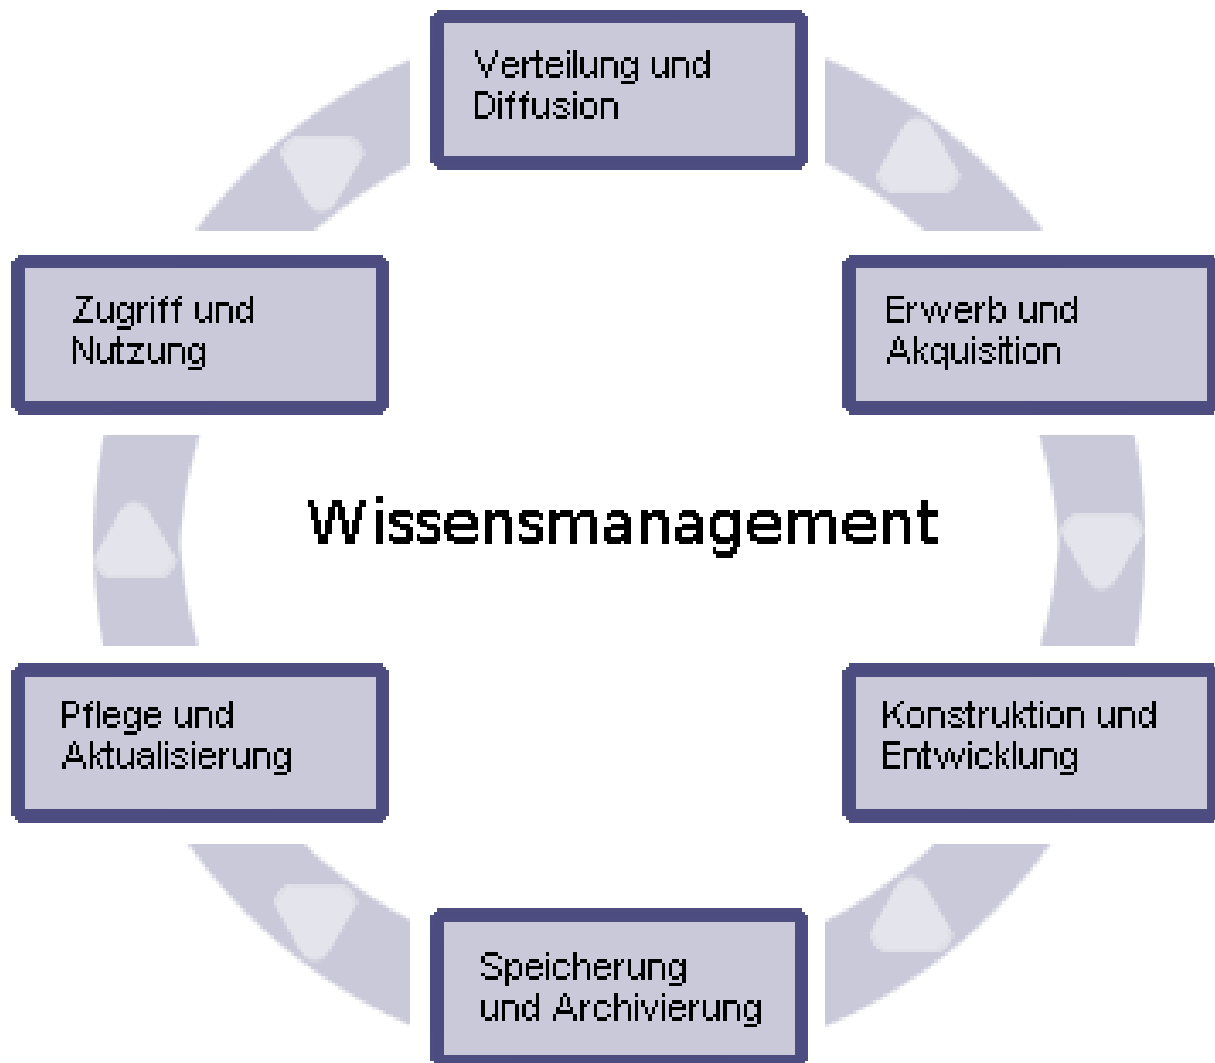 Verteilung und
Diffusion
Zugriff und
Nutzung
Erwerb und
Akquisition
Wissensmanagement
Pflege und
Aktualisierung
Konstruktion und
Entwicklung
Speicherung
und Archivierung